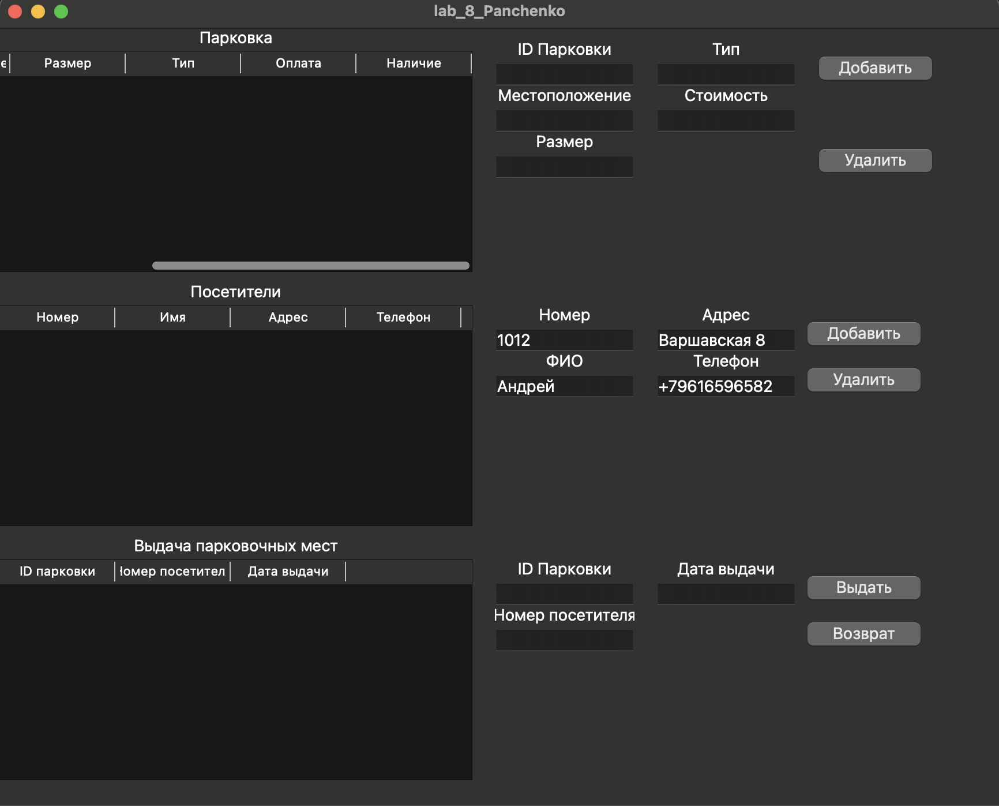 lab_8_Panchenko
Парковка
е Размер Тип Оплата Наличие
ID Парковки Тип
Добавить
Местоположение Стоимость
Размер
Удалить
Посетители
Номер Имя Адрес Телефон
Номер Адрес
1012 Варшавская 8 Добавить
ФИО Телефон
Андрей +79616596582 Удалить
Выдача парковочных мест
ID парковки Номер посетител Дата выдачи
ID Парковки Дата выдачи
Выдать
Номер посетителя
Возврат